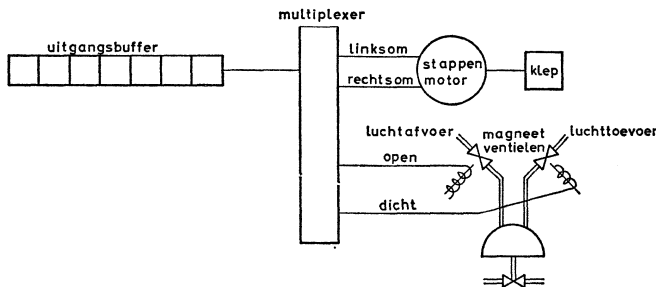 multiplexer
uitgangsbuffer
linksom
rechtsom
stappen
motor
klep
luchtafvoer
magneet
ventielen
luchttoevoer
open
dicht